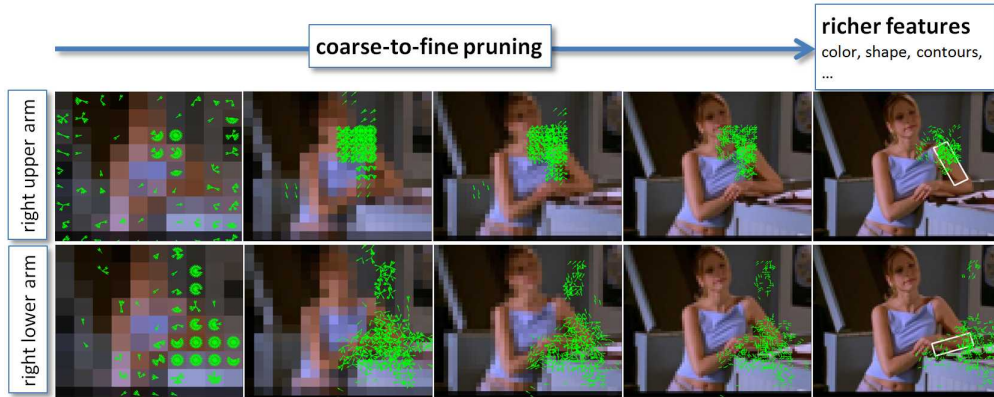 coarse-to-fine pruning
richer features
color, shape, contours,
...
right upper arm
right lower arm